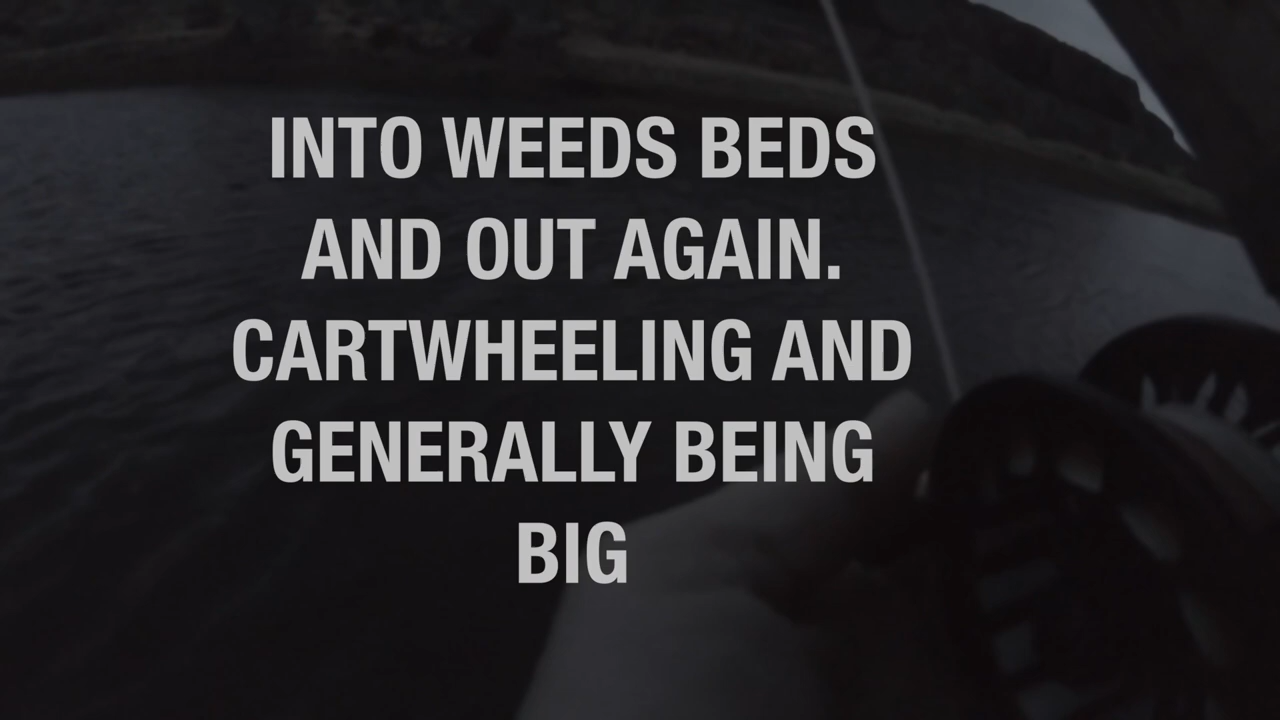 INTO WEEDS BEDS
AND OUT AGAIN.
CARTWHEELING AND
GENERALLY BEING
BIG